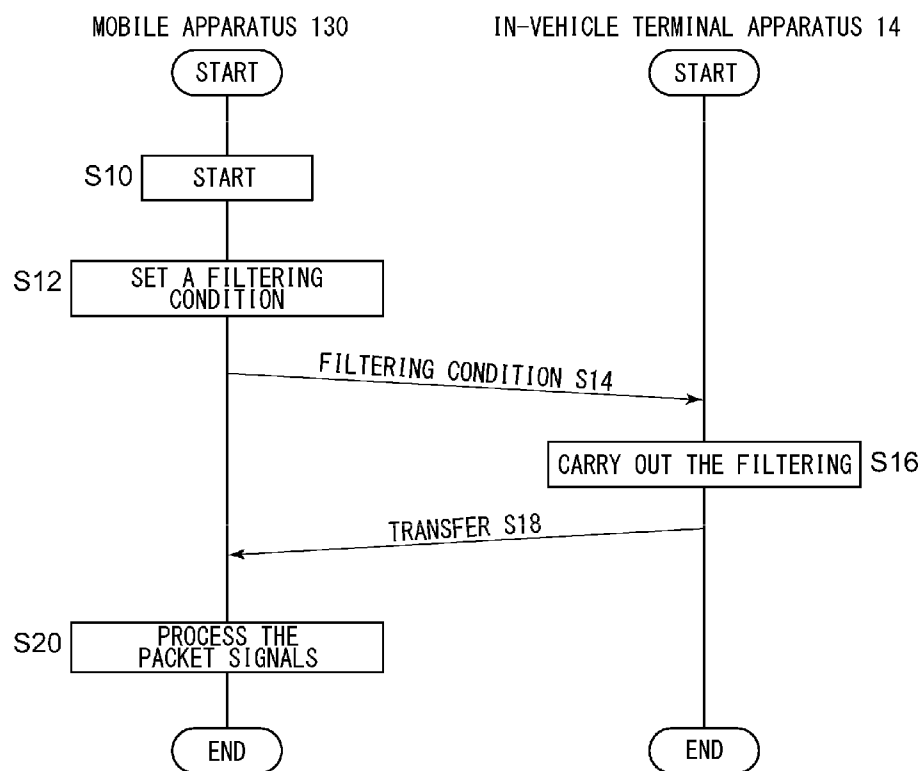 MOBILE APPARATUS 130
IN-VEHICLE TERMINAL APPARATUS 14
START
START
S10
START
S12
SET A FILTERING
CONDITION
FILTERING CONDITION S14
CARRY OUT THE FILTERING
S16
TRANSFER S18
S20
PROCESS THE
PACKET SIGNALS
END
END